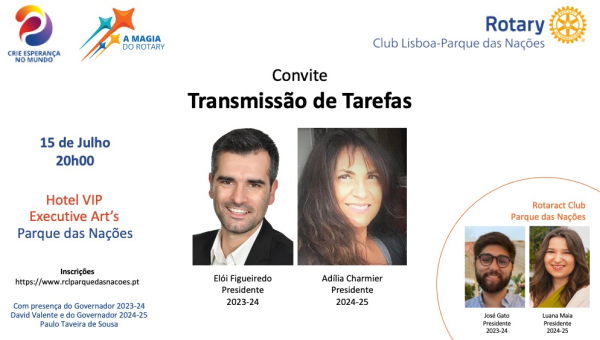 CRIE ESPERANÇA
NO MUNDO
A MAGIA
DO ROTARY
Rotary
Club Lisboa-Parque das Nações
Convite
Transmissão de Tarefas
15 de Julho
20h00
Hotel VIP
Executive Art’s
Parque das Nações
Inscrições
https://www.rclparquedasnacoes.pt
Com presença do Governador 2023-24
David Valente e do Governador 2024-25
Paulo Taveira de Sousa
Elói Figueiredo
Presidente
2023-24
Adília Charmier
Presidente
2024-25
Rotaract Club
Parque das Nações
José Gato
Presidente
2023-24
Luana Maia
Presidente
2024-25